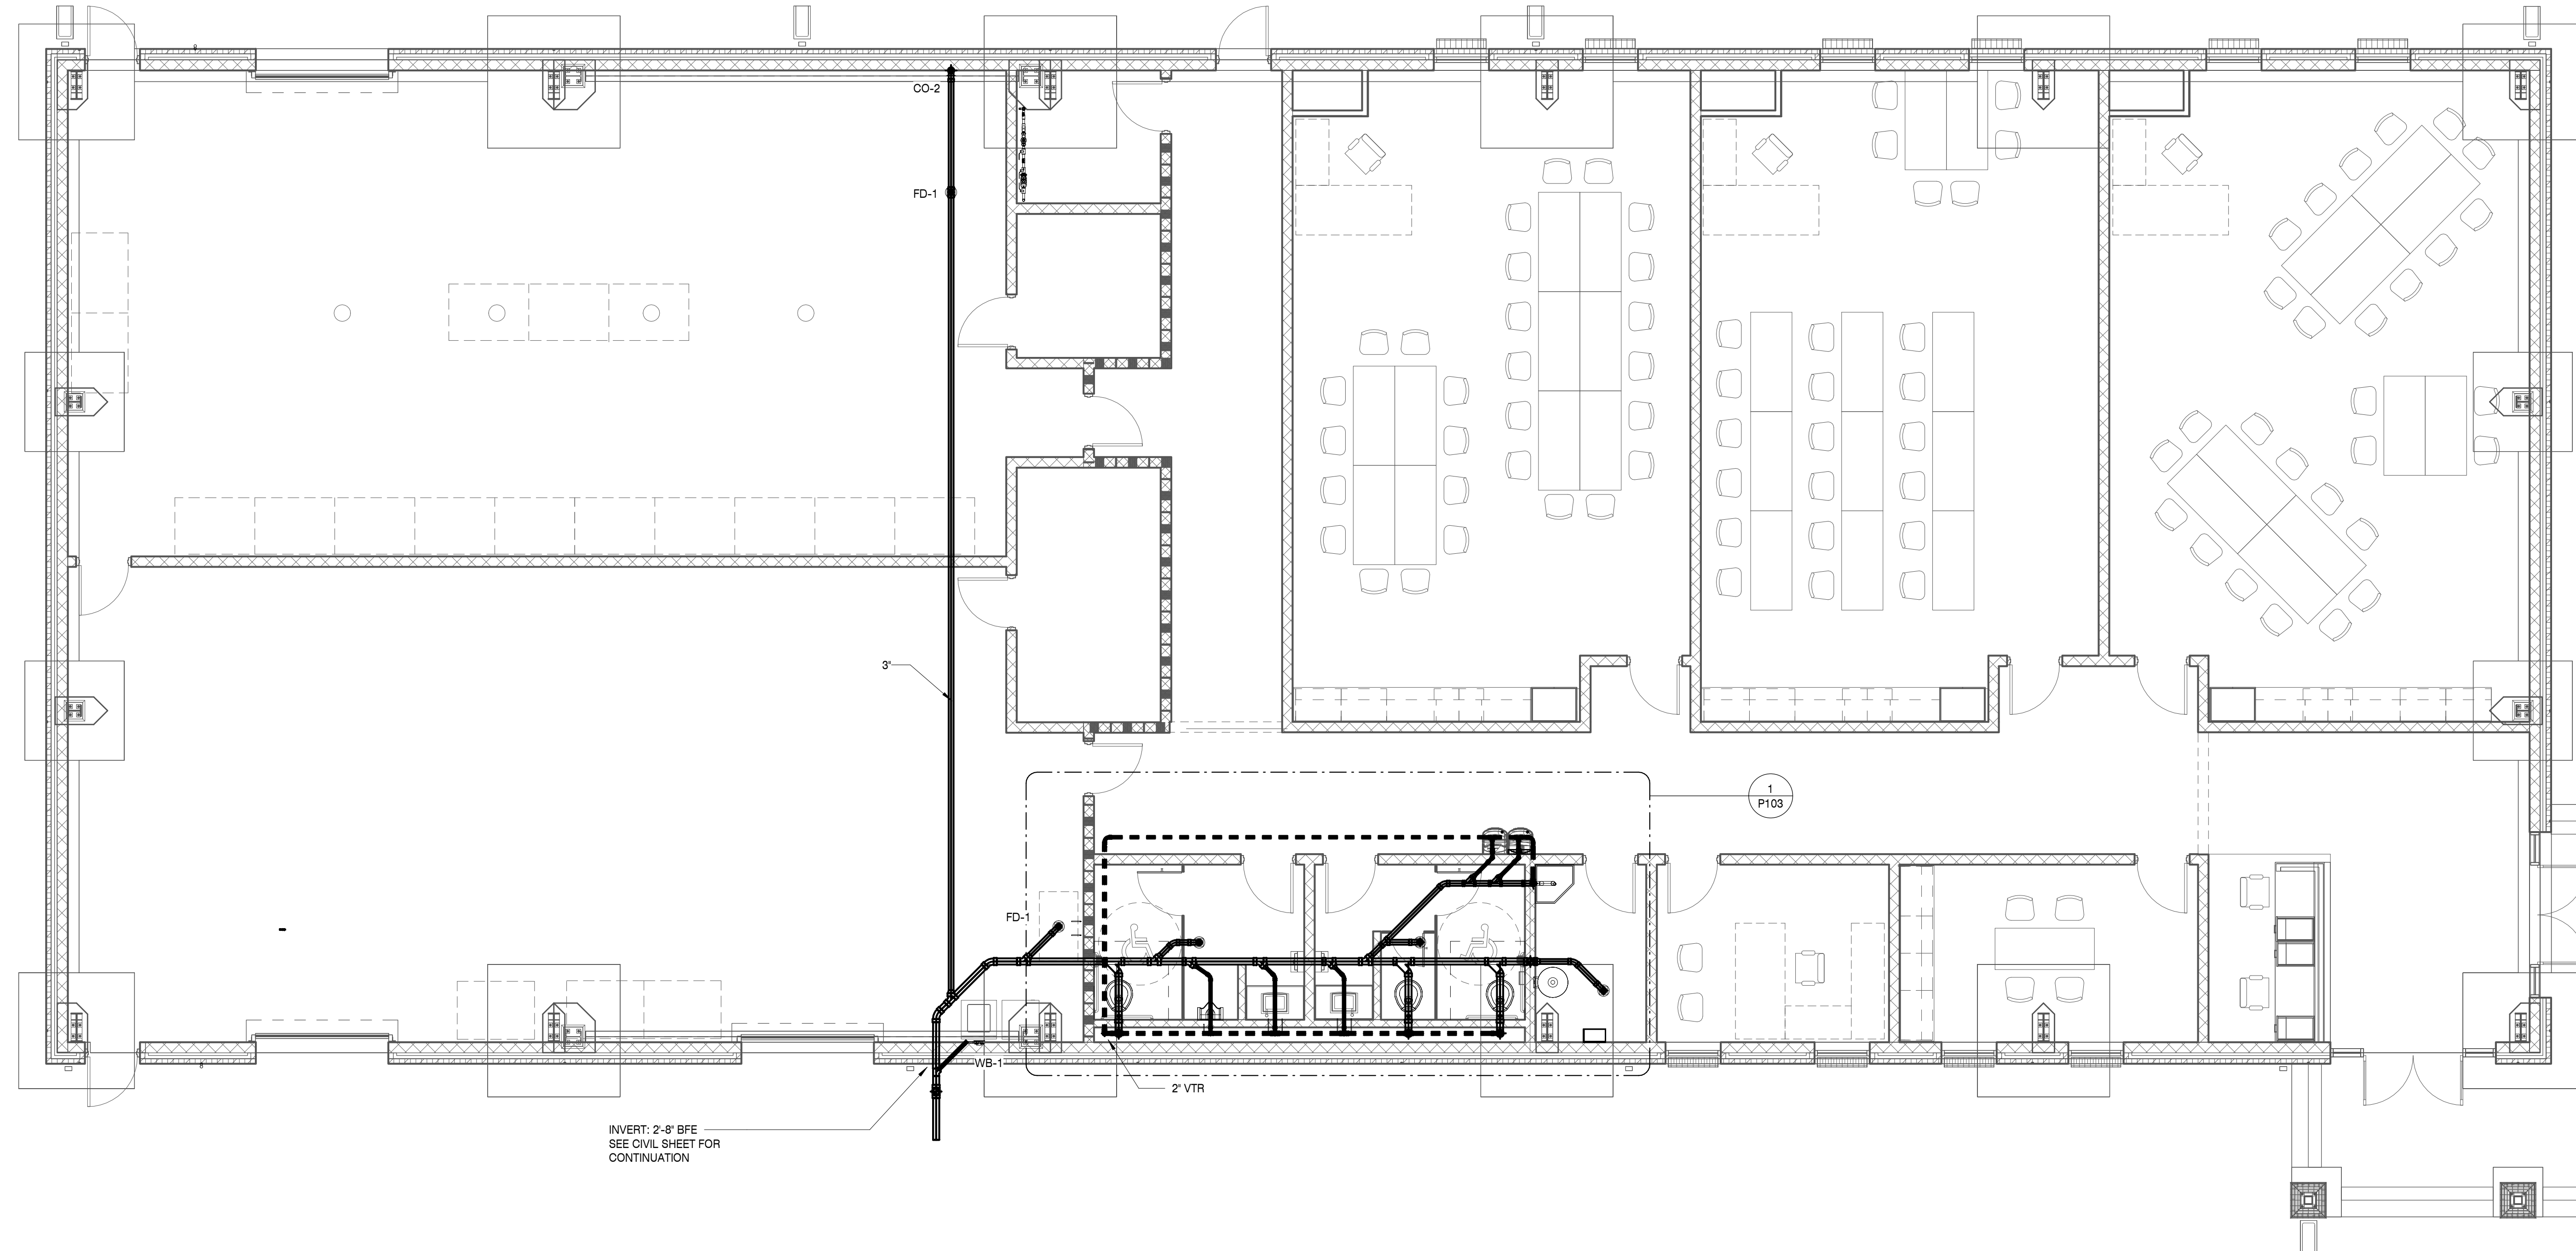 CO-2
FD-1
3"
1
P103
FD-1
WB-1
2" VTR
INVERT: 2'-8" BFE
SEE CIVIL SHEET FOR
CONTINUATION